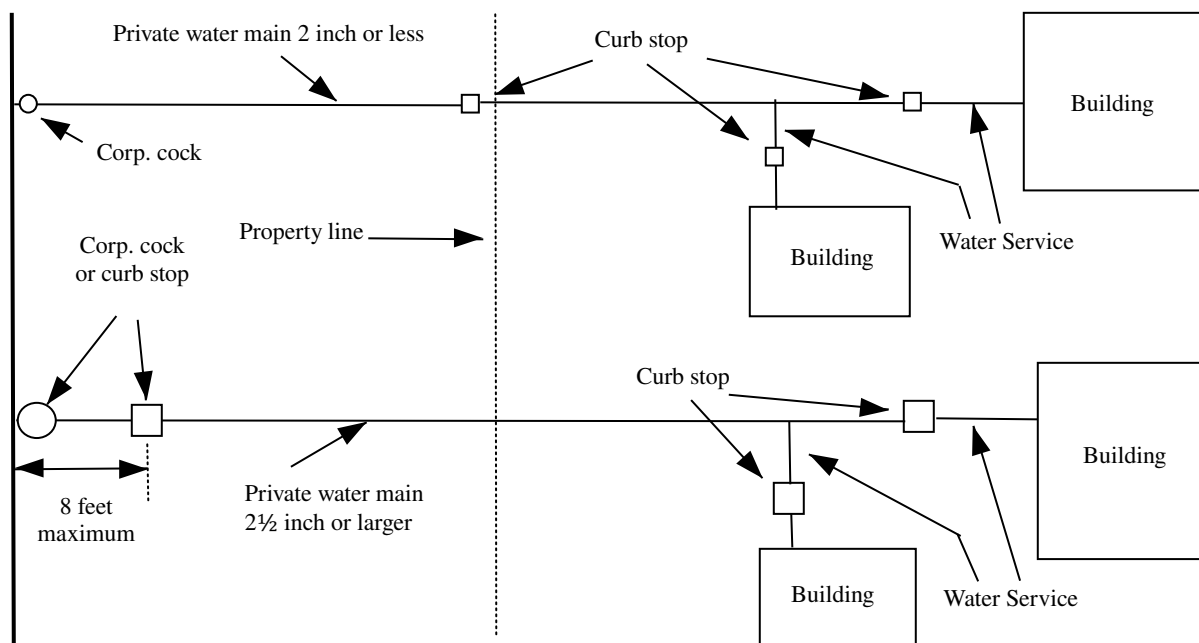 Private water main 2 inch or less
Curb stop
Building
Corp. cock
Property line
Water Service
Building
Corp. cock
or curb stop
Curb stop
Building
Private water main
2½ inch or larger
8 feet
maximum
Building
Water Service